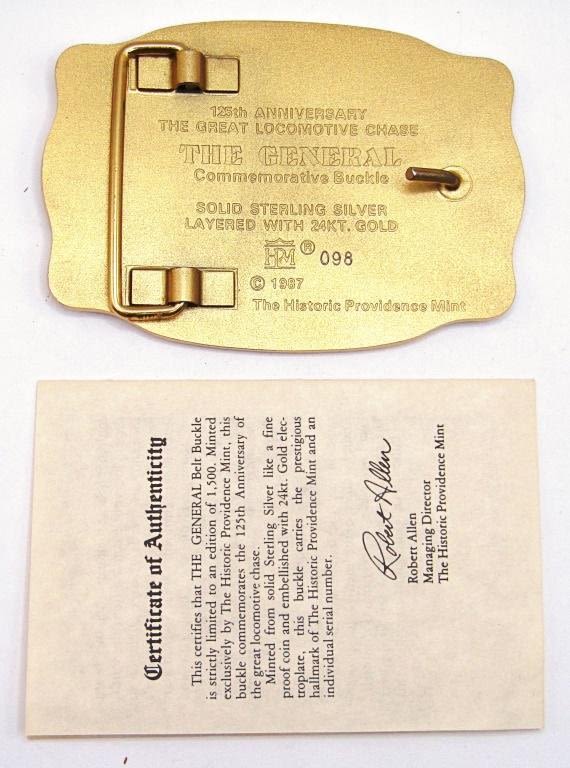 125th ANNIVERSARY
THE GREAT LOCOMOTIVE CHASE
THE GENERAL
Commemorative Buckle
SOLID STERLING SILVER
LAYERED WITH 24KT. GOLD
HPM ® 098
© 1987
The Historic Providence Mint
Certificate of Authenticity
This certifies that THE GENERAL Belt Buckle
is strictly limited to an edition of 1,500. Minted
exclusively by The Historic Providence Mint, this
buckle commemorates the 125th Anniversary of
the great locomotive chase.
Minted from solid Sterling Silver like a fine
proof coin and embellished with 24kt. Gold elec-
troplate, this buckle carries the prestigious
hallmark of The Historic Providence Mint and an
individual serial number.
Robert Allen
Robert Allen
Managing Director
The Historic Providence Mint